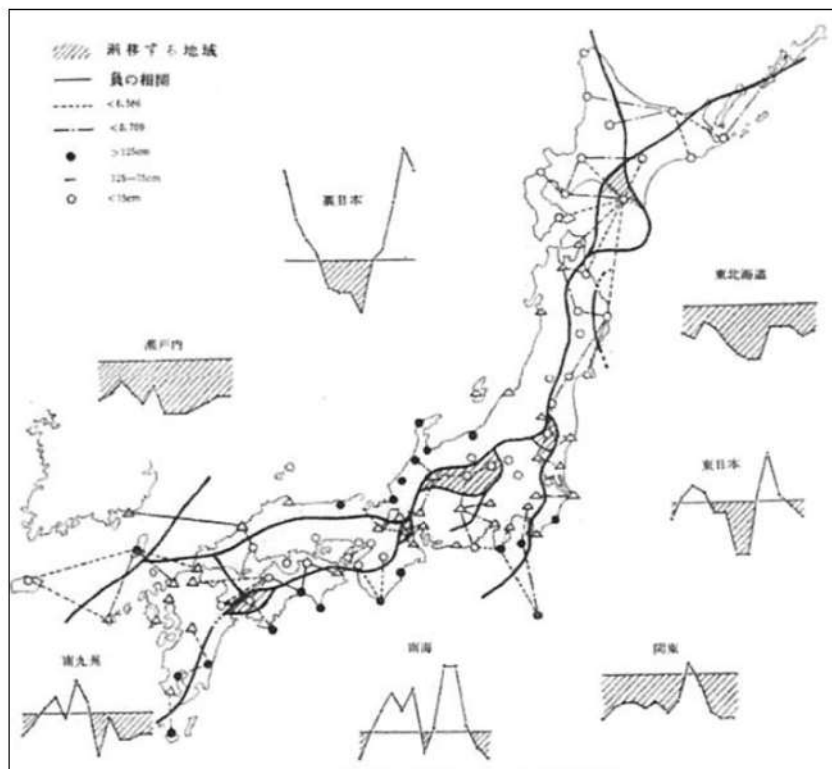 漸移する地域
負の相関
<0.586
<0.709
>125cm
125—75cm
<75cm
裏日本
東北海道
瀬戸内
東日本
南九州
南海
関東